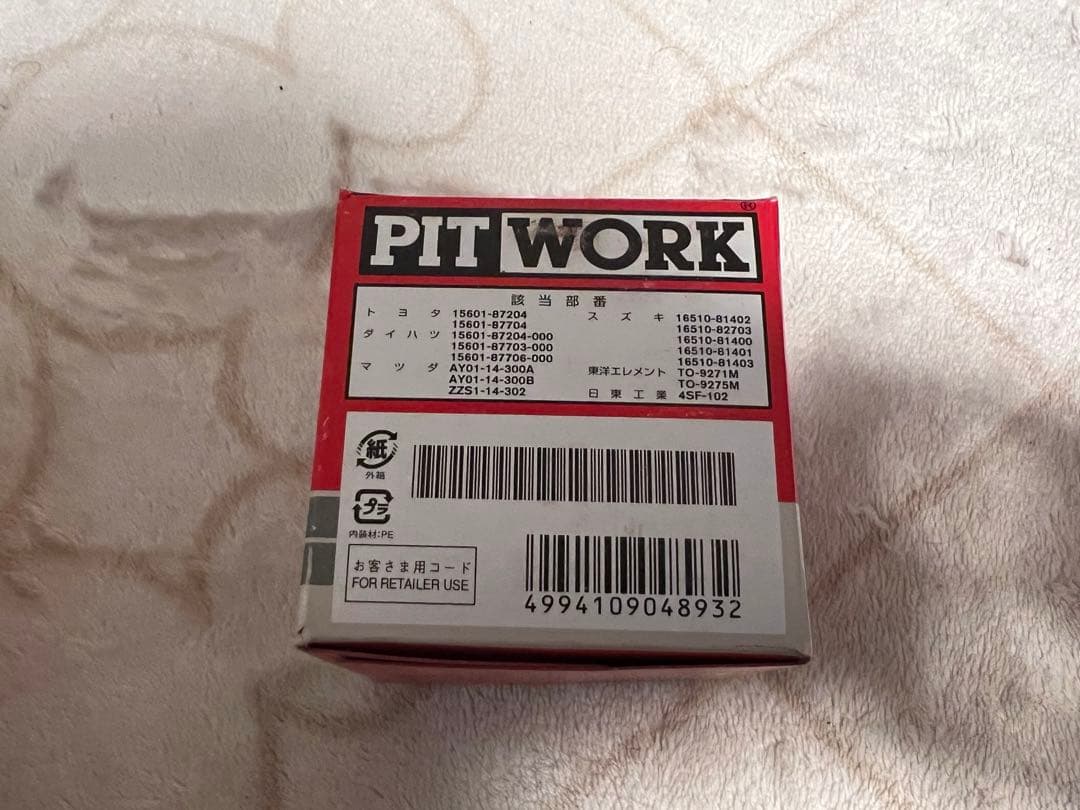 PIT WORK ®
該当部番
トヨタ 15601-87204
15601-87704
ダイハツ 15601-87204-000
15601-87703-000
15601-87706-000
マツダ AY01-14-300A
AY01-14-300B
ZZS1-14-302
スズキ 16510-81402
16510-82703
16510-81400
16510-81401
16510-81403
東洋エレメント TO-9271M
TO-9275M
日東工業 4SF-102
紙
外箱
プラ
内装材:PE
お客さま用コード
FOR RETAILER USE
4994109048932